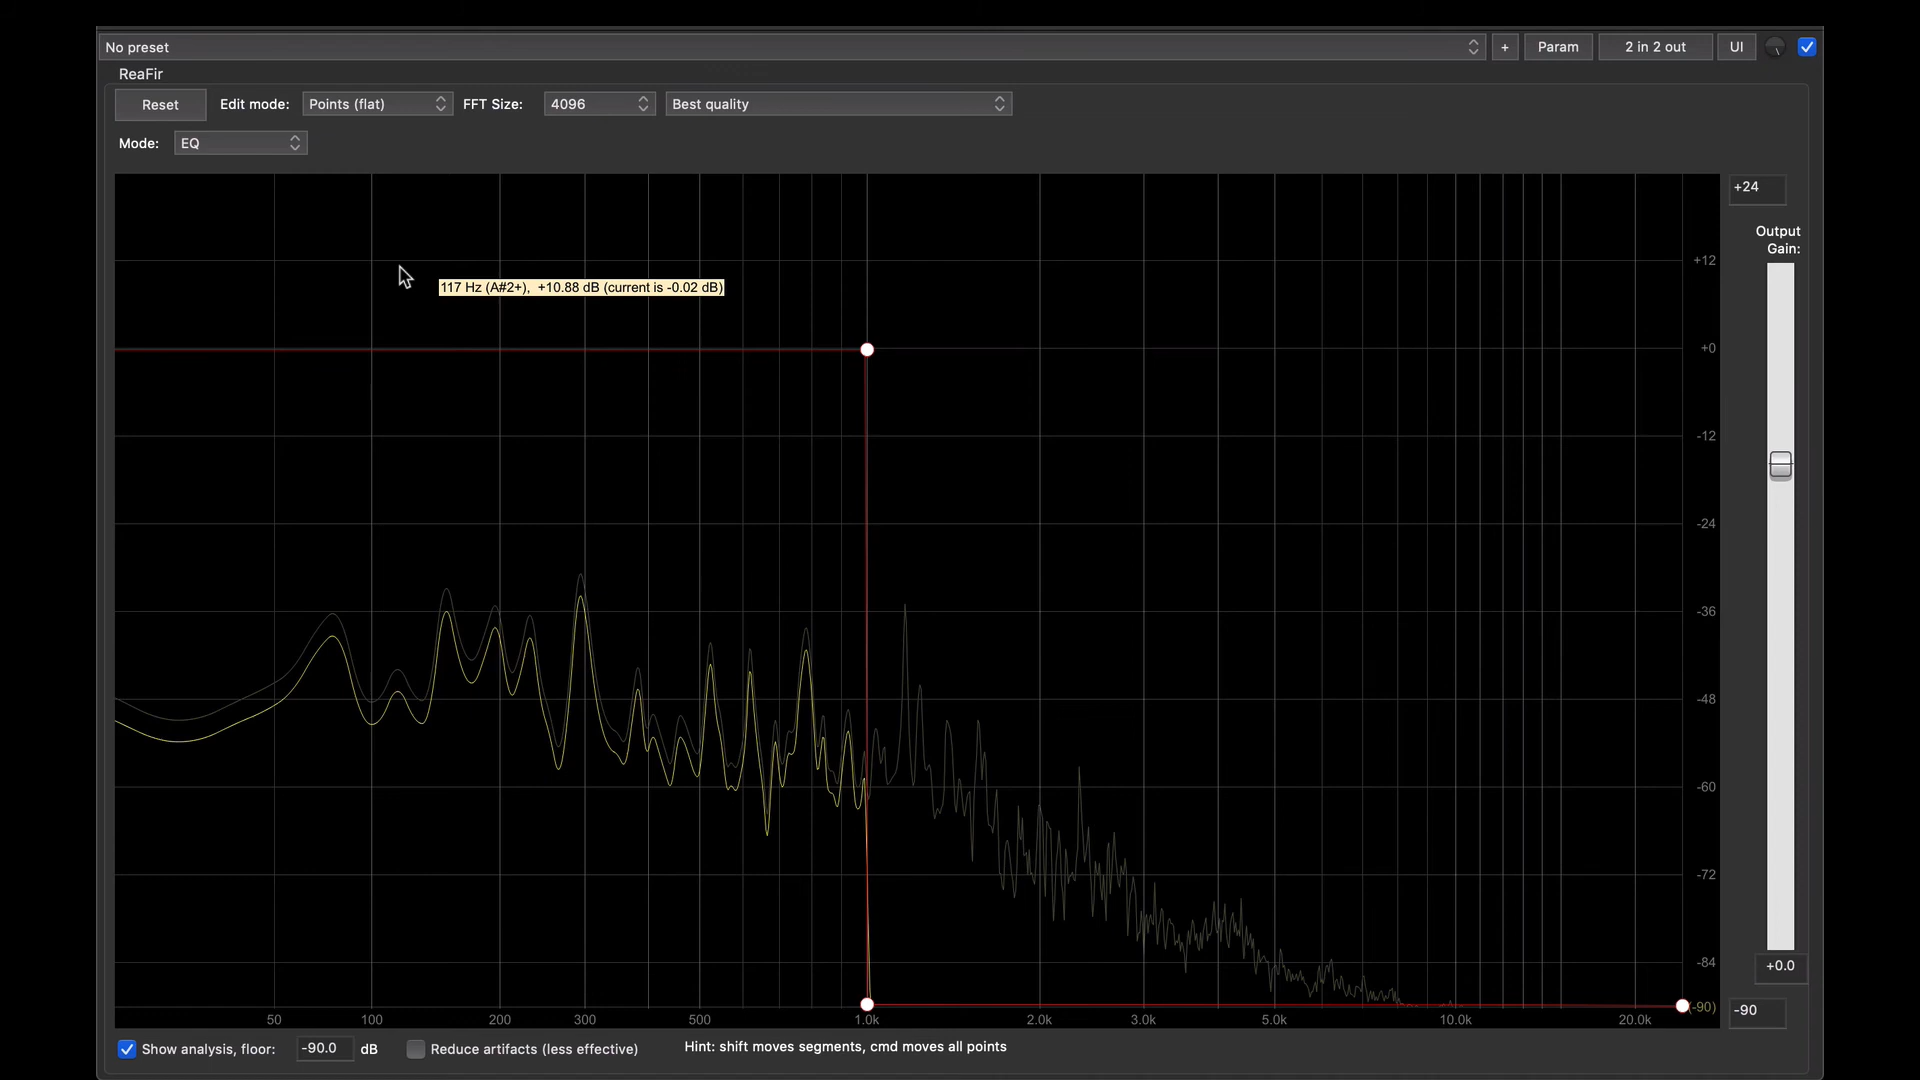 No preset + Param 2 in 2 out UI
ReaFir
Reset Edit mode: Points (flat) FFT Size: 4096 Best quality
Mode: EQ
+24
Output
Gain:
+12
117 Hz (A#2+), +10.88 dB (current is -0.02 dB)
+0
-12
-24
-36
-48
-60
-72
-84
+0.0
(-90) -90
50 100 200 300 500 1.0k 2.0k 3.0k 5.0k 10.0k 20.0k
Show analysis, floor: -90.0 dB Reduce artifacts (less effective) Hint: shift moves segments, cmd moves all points